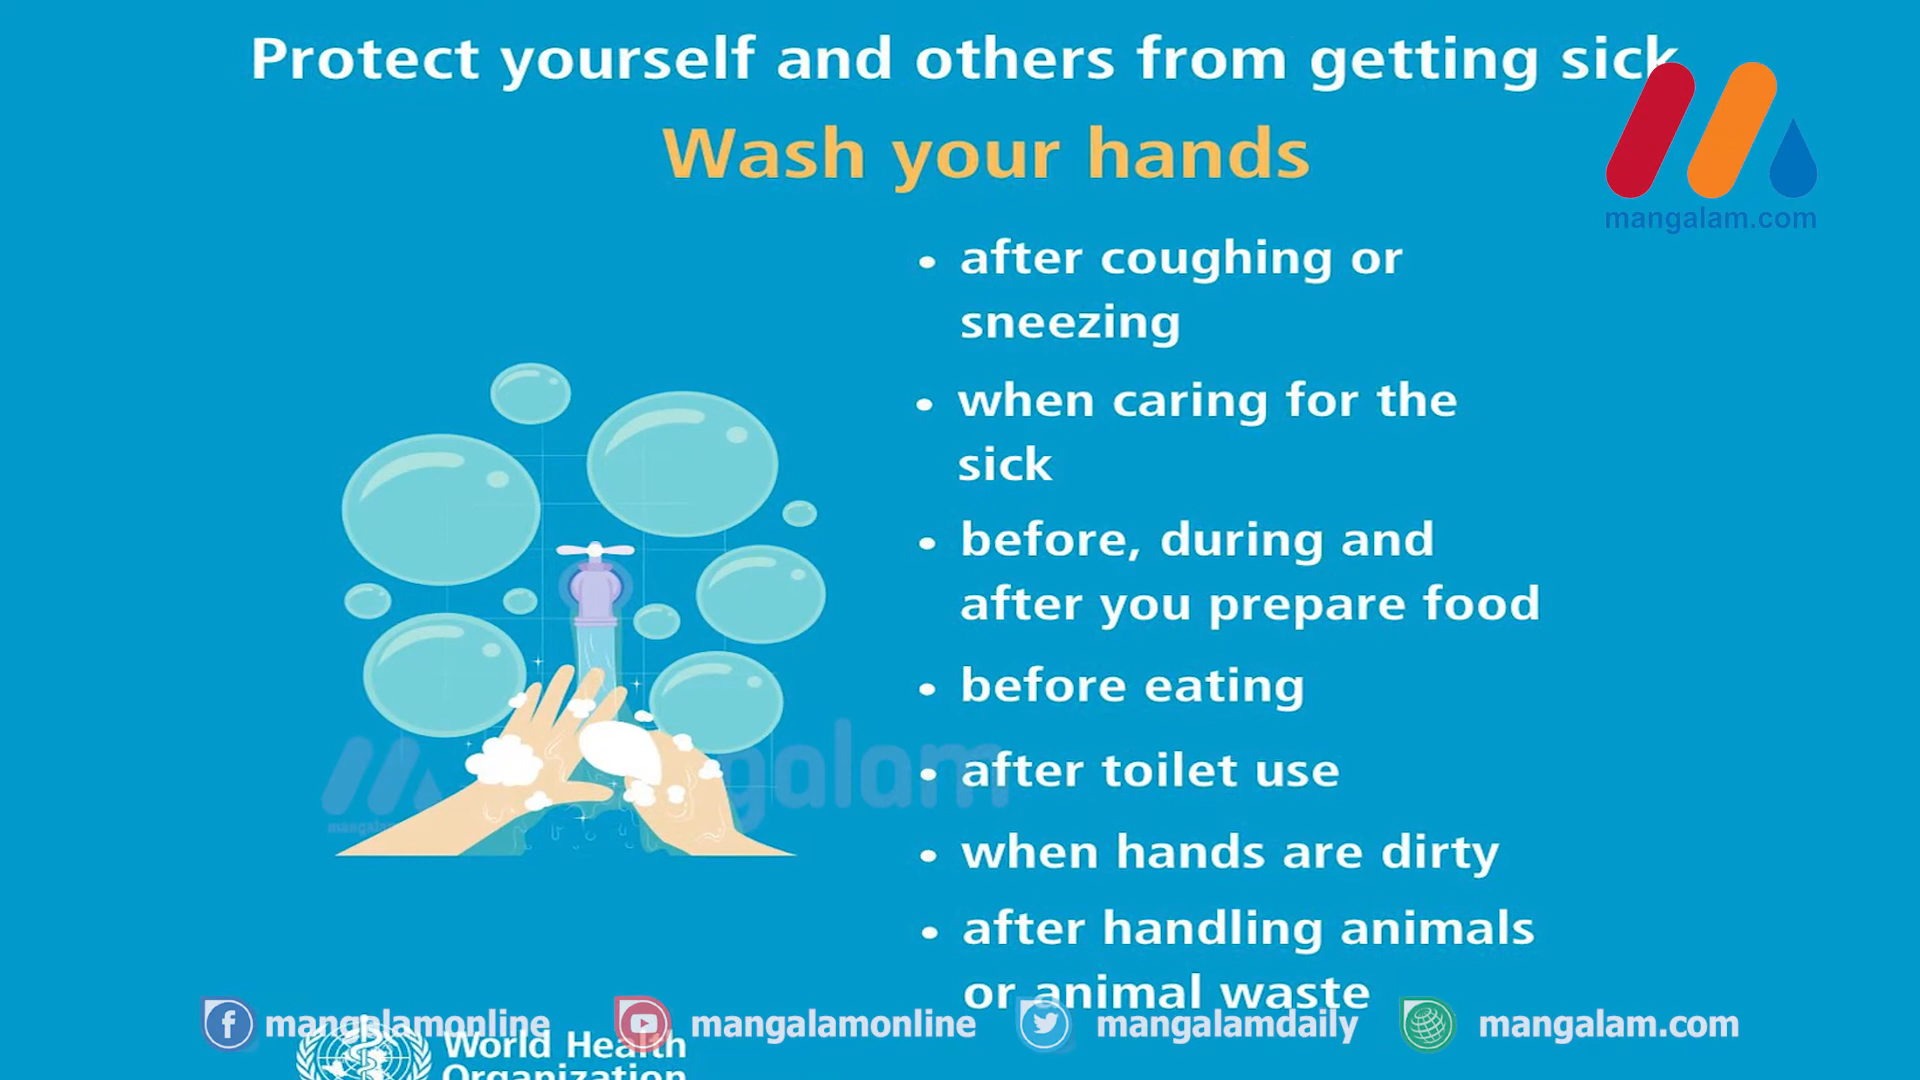 Protect yourself and others from getting sick
Wash your hands
mangalam.com
• after coughing or
sneezing
• when caring for the
sick
• before, during and
after you prepare food
• before eating
• after toilet use
• when hands are dirty
• after handling animals
or animal waste
mangalam
mangalamonline
mangalamonline
mangalamdaily
mangalam.com
World Health
Organization